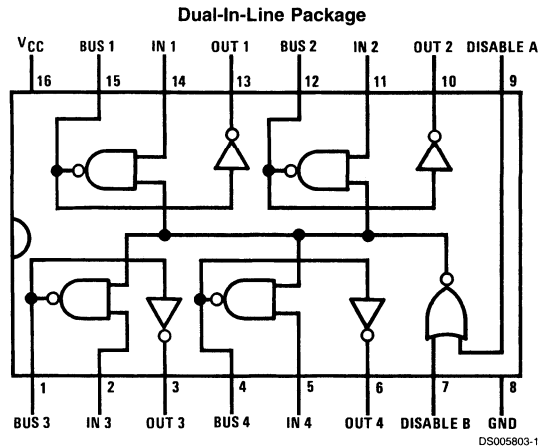 Dual-In-Line Package
VCC BUS 1 IN 1 OUT 1 BUS 2 IN 2 OUT 2 DISABLE A
16 15 14 13 12 11 10 9
1 2 3 4 5 6 7 8
BUS 3 IN 3 OUT 3 BUS 4 IN 4 OUT 4 DISABLE B GND
DS005803-1